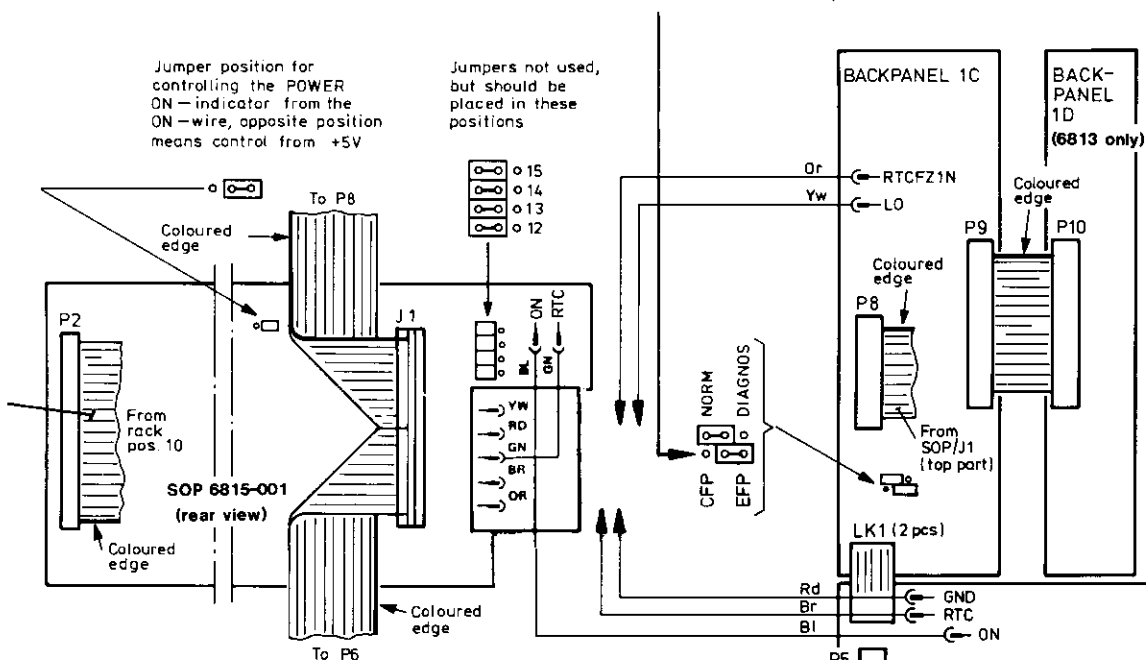 Jumper position for
controlling the POWER
ON—indicator from the
ON—wire, opposite position
means control from +5V
Jumpers not used,
but should be
placed in these
positions
15
14
13
12
To P8
Coloured
edge
P2
J1
From
rack
pos. 10
SOP 6815-001
(rear view)
Coloured
edge
Coloured
edge
To P6
ON
RTC
BL
GN
YW
RD
GN
BR
OR
Or
RTCFZ1N
Yw
LO
NORM
DIAGNOS
CFP
EFP
BACKPANEL 1C
BACK-
PANEL
1D
(6813 only)
Coloured
edge
P9
P10
Coloured
edge
P8
From
SOP/J1
(top part)
LK1 (2 pcs)
Rd
GND
Br
RTC
Bl
ON
P5